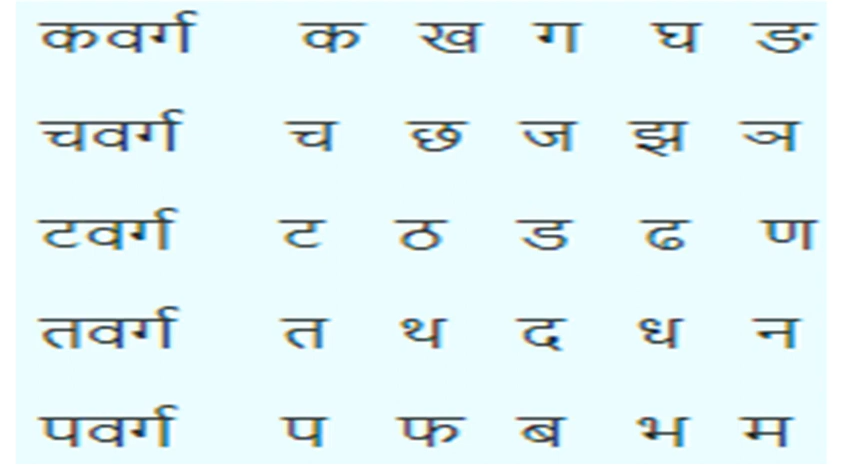 कवर्ग क ख ग घ ङ
चवर्ग च छ ज झ ञ
टवर्ग ट ठ ड ढ ण
तवर्ग त थ द ध न
पवर्ग प फ ब भ म